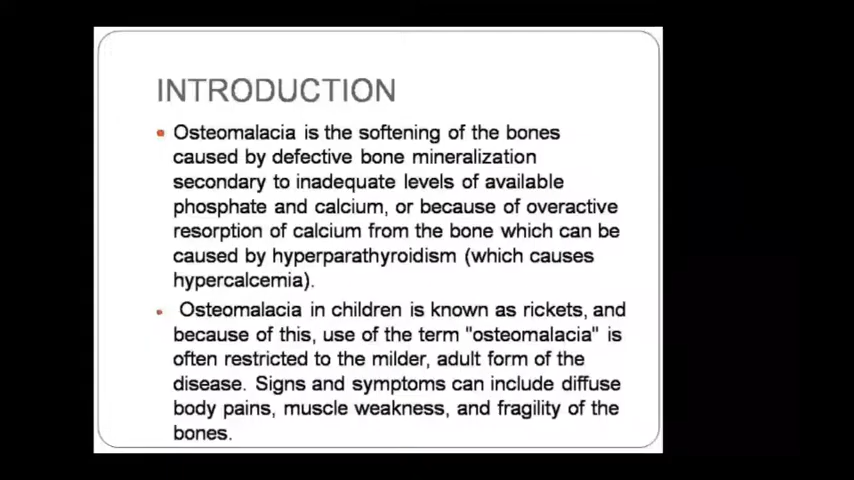 INTRODUCTION
Osteomalacia is the softening of the bones
caused by defective bone mineralization
secondary to inadequate levels of available
phosphate and calcium, or because of overactive
resorption of calcium from the bone which can be
caused by hyperparathyroidism (which causes
hypercalcemia).
Osteomalacia in children is known as rickets, and
because of this, use of the term "osteomalacia" is
often restricted to the milder, adult form of the
disease. Signs and symptoms can include diffuse
body pains, muscle weakness, and fragility of the
bones.